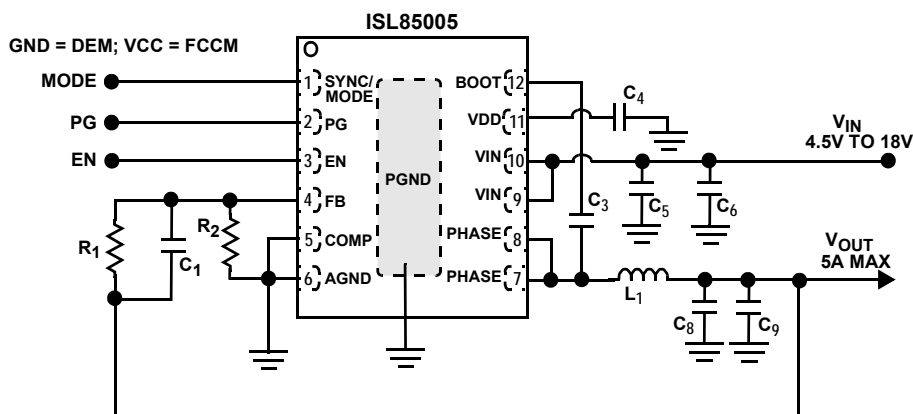 ISL85005
GND = DEM; VCC = FCCM
MODE
PG
EN
1
SYNC/
MODE
2
PG
3
EN
4
FB
5
COMP
6
AGND
PGND
BOOT
12
VDD
11
VIN
10
VIN
9
PHASE
8
PHASE
7
R1
C1
R2
C3
C4
C5
C6
VIN
4.5V TO 18V
VOUT
5A MAX
L1
C8
C9